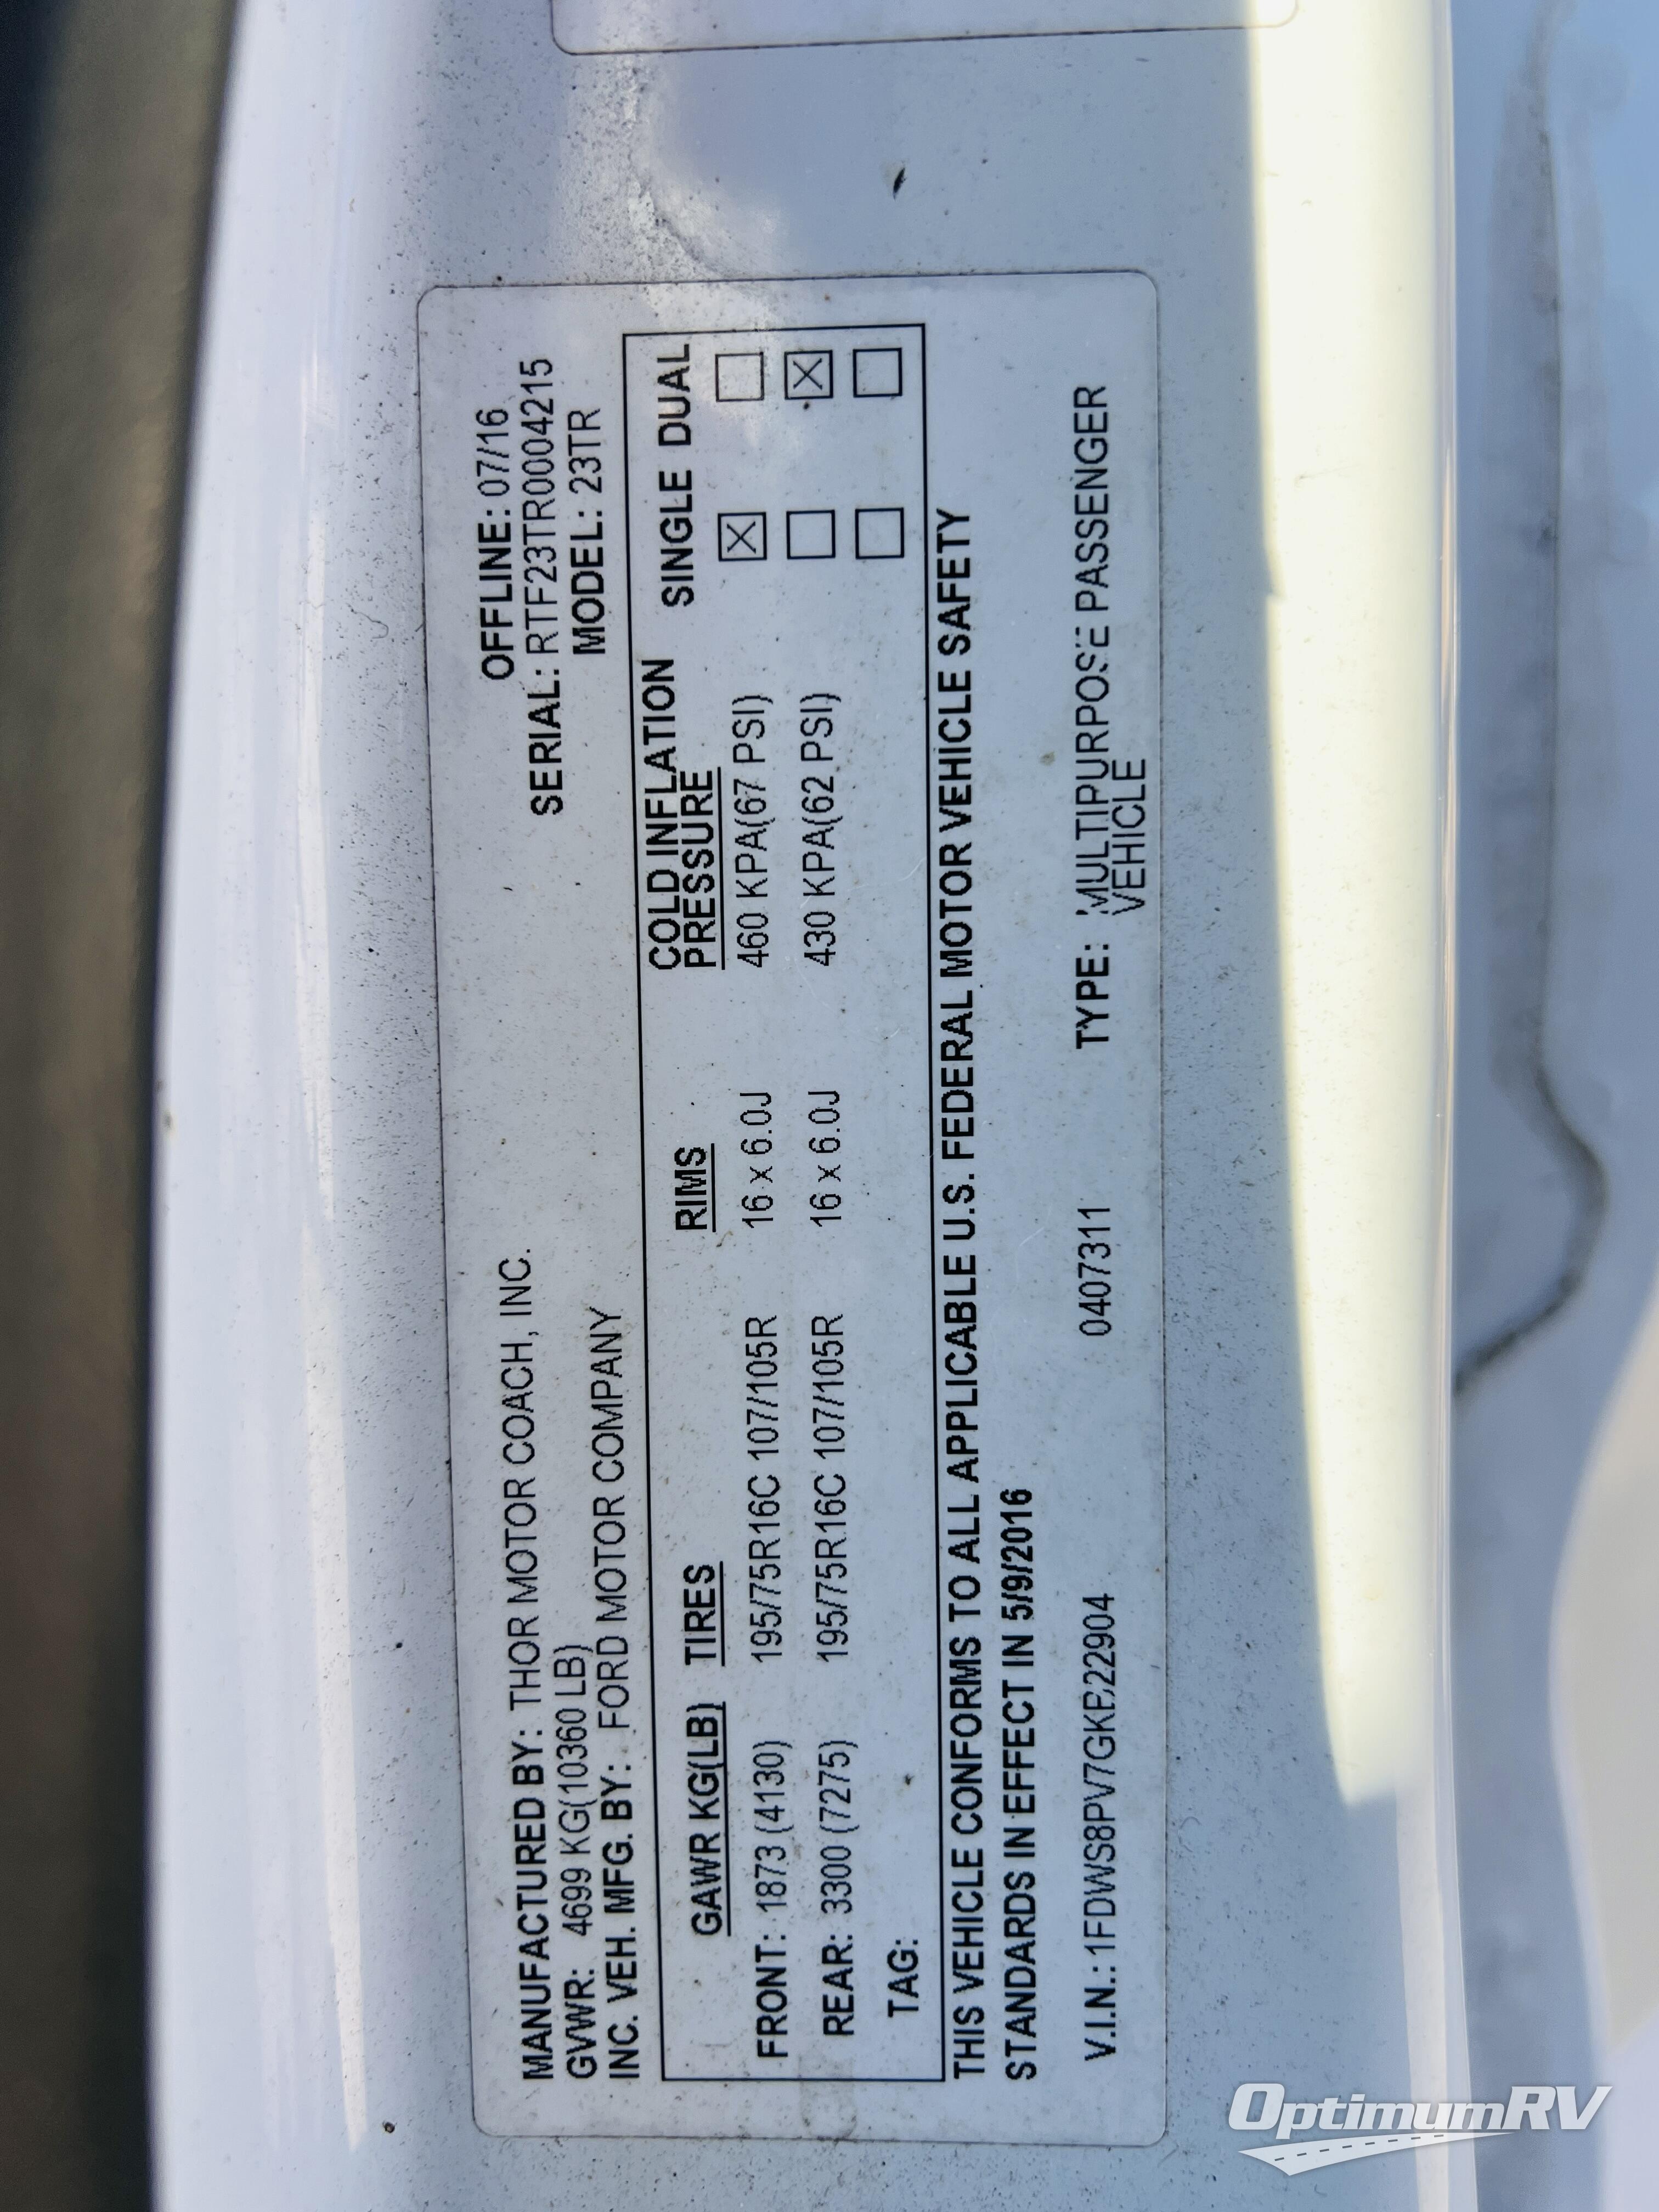 MANUFACTURED BY: THOR MOTOR COACH, INC.
OFFLINE: 07/16
GVWR: 4699 KG(10360 LB)
SERIAL: RTF23TR0004215
INC. VEH. MFG. BY: FORD MOTOR COMPANY
MODEL: 23TR
GAWR KG(LB) TIRES RIMS COLD INFLATION PRESSURE SINGLE DUAL
FRONT: 1873 (4130) 195/75R16C 107/105R 16 x 6.0J 460 KPA(67 PSI) ☒ ☐
REAR: 3300 (7275) 195/75R16C 107/105R 16 x 6.0J 430 KPA(62 PSI) ☐ ☒
TAG: ☐ ☐
THIS VEHICLE CONFORMS TO ALL APPLICABLE U.S. FEDERAL MOTOR VEHICLE SAFETY
STANDARDS IN EFFECT IN 5/9/2016
V.I.N.: 1FDWS8PV7GKB22904 0407311 TYPE: MULTIPURPOSE PASSENGER
VEHICLE
OptimumRV